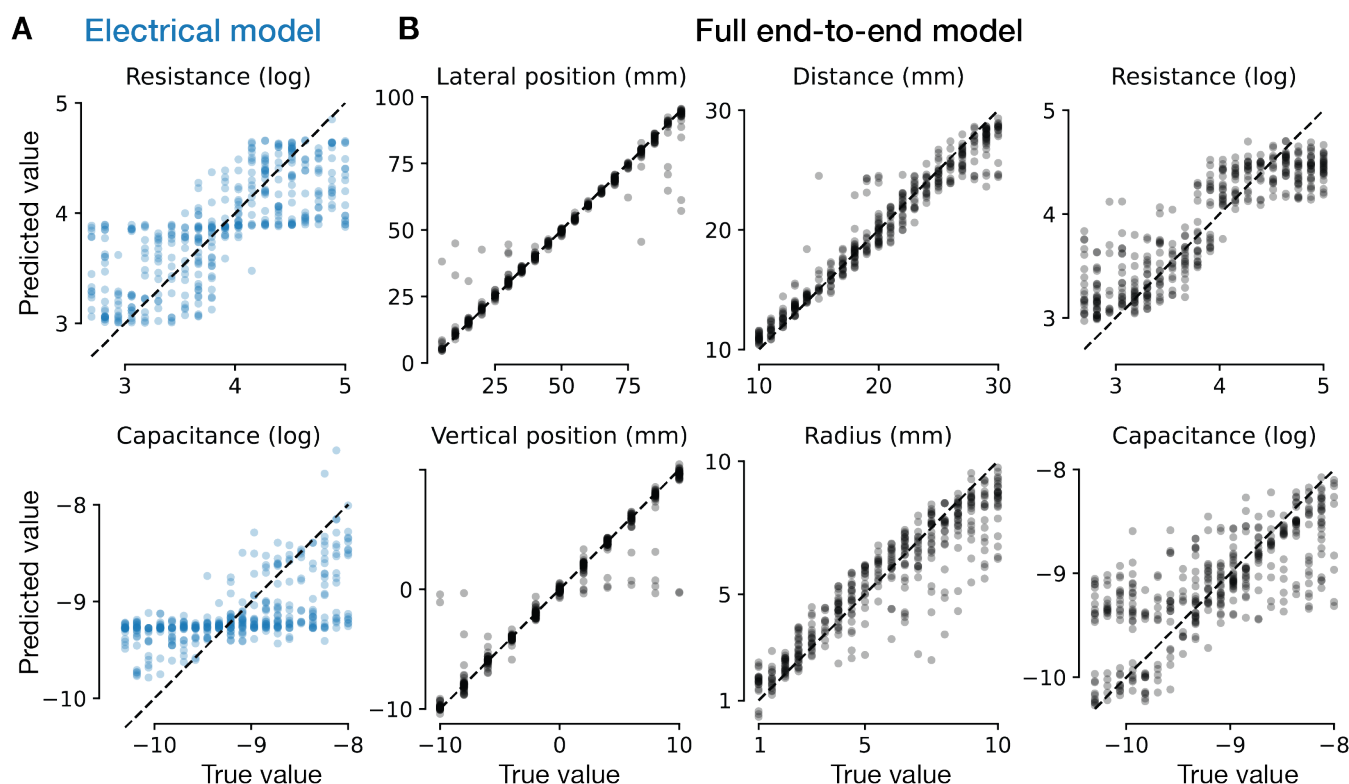 A Electrical model B Full end-to-end model
Resistance (log) Lateral position (mm) Distance (mm) Resistance (log)
Predicted value
5
4
3
3 4 5
100
75
50
25
0
25 50 75
30
20
10
10 20 30
5
4
3
3 4 5
Capacitance (log) Vertical position (mm) Radius (mm) Capacitance (log)
Predicted value
−8
−9
−10
−10 −9 −8
0
−10
−10 0 10
10
5
1
1 5 10
−8
−9
−10
−10 −9 −8
True value True value True value True value